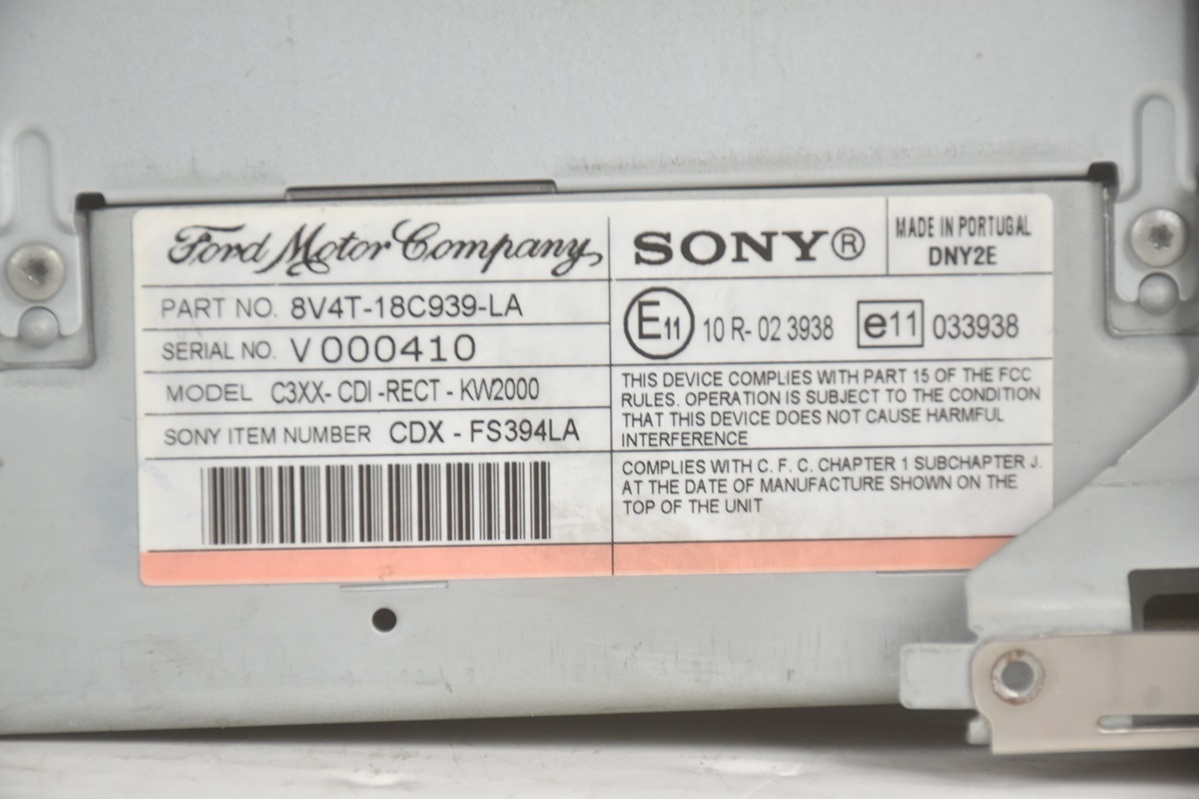 Ford Motor Company
PART NO. 8V4T-18C939-LA
SERIAL NO. V 000410
MODEL C3XX- CDI -RECT - KW2000
SONY ITEM NUMBER CDX - FS394LA
SONY®
MADE IN PORTUGAL
DNY2E
E11 10 R- 02 3938 e11 033938
THIS DEVICE COMPLIES WITH PART 15 OF THE FCC
RULES. OPERATION IS SUBJECT TO THE CONDITION
THAT THIS DEVICE DOES NOT CAUSE HARMFUL
INTERFERENCE
COMPLIES WITH C. F. C. CHAPTER 1 SUBCHAPTER J.
AT THE DATE OF MANUFACTURE SHOWN ON THE
TOP OF THE UNIT